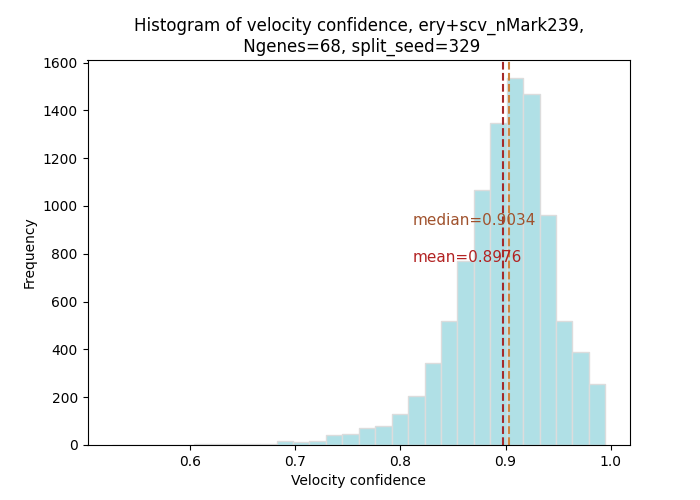 Histogram of velocity confidence, ery+scv_nMark239,
Ngenes=68, split_seed=329
1600
1400
1200
1000
800
600
400
200
0
Frequency
median=0.9034
mean=0.8976
0.6 0.7 0.8 0.9 1.0
Velocity confidence